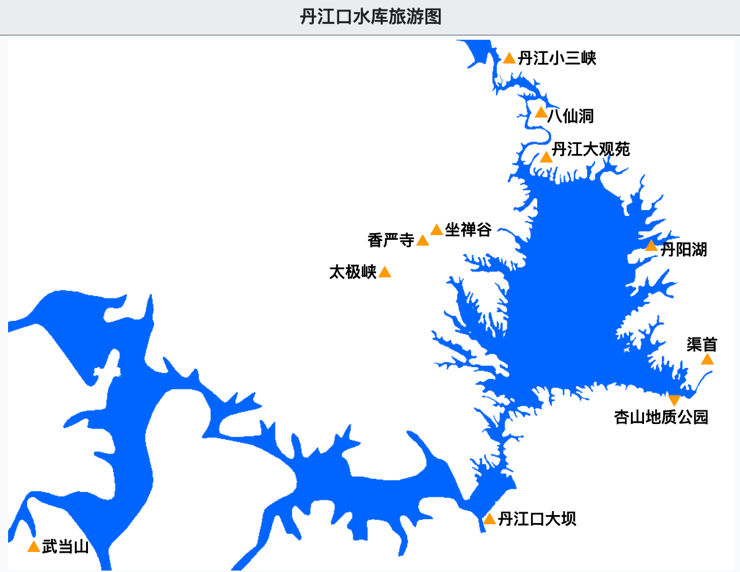 丹江口水库旅游图
丹江小三峡
八仙洞
丹江大观苑
坐禅谷
香严寺
丹阳湖
太极峡
渠首
杏山地质公园
丹江口大坝
武当山